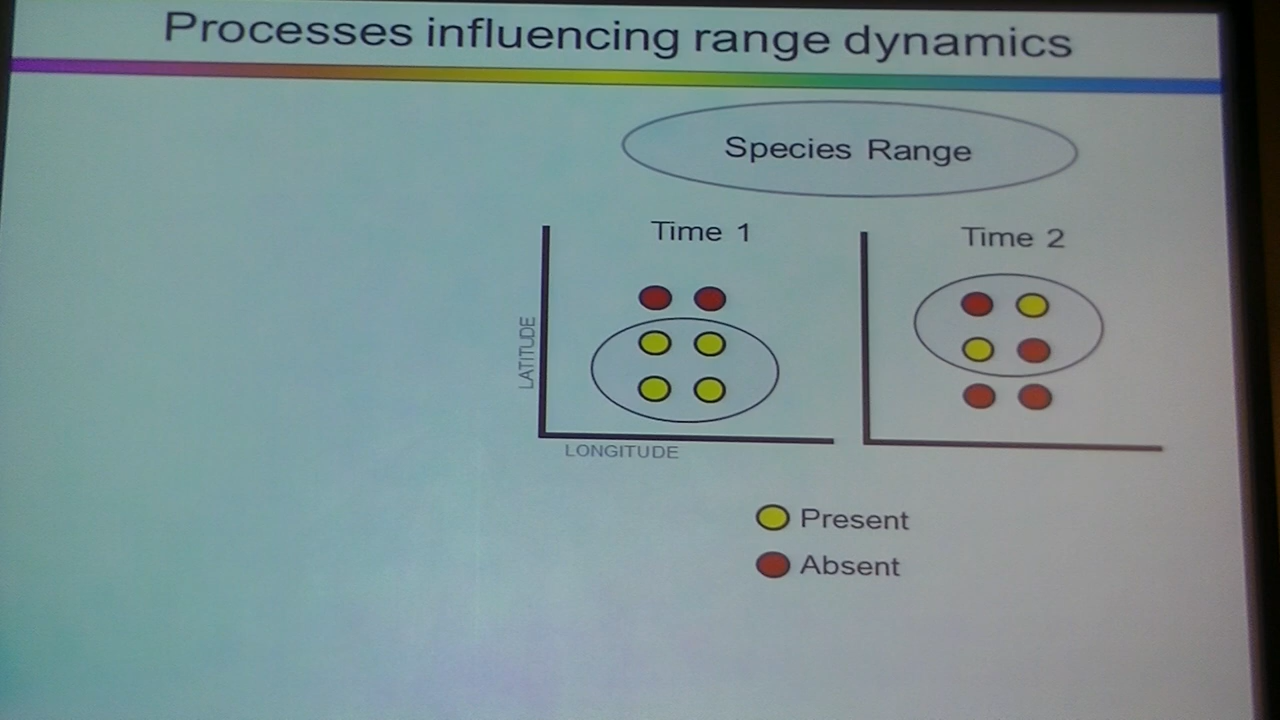 Processes influencing range dynamics
Species Range
Time 1
Time 2
LATITUDE
LONGITUDE
Present
Absent